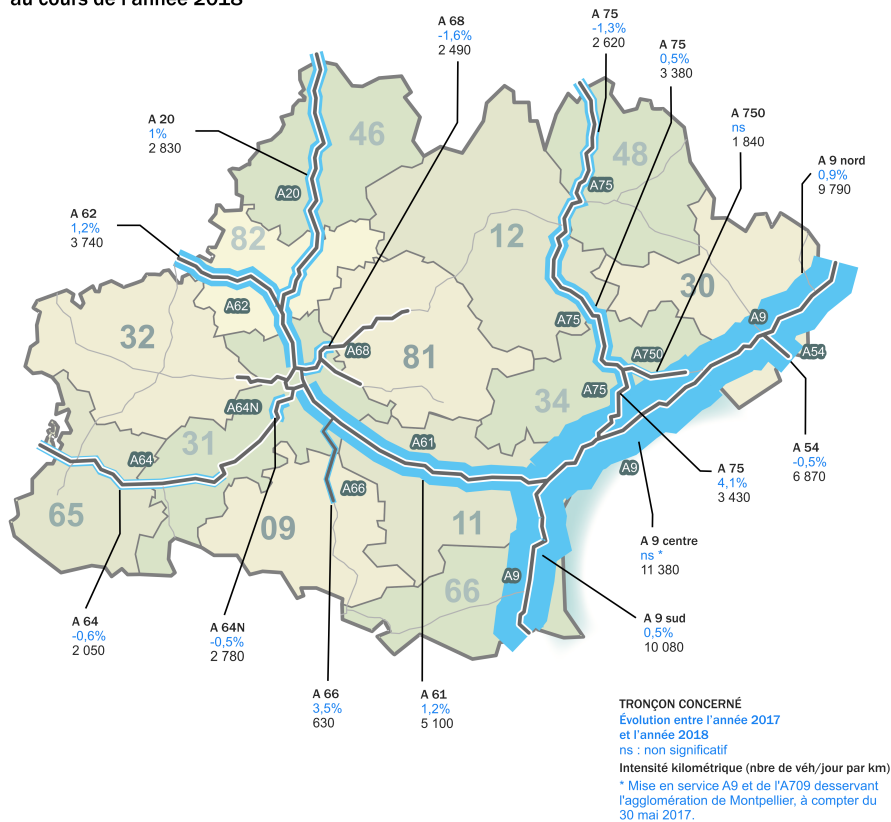 au cours de l'année 2018
A 68
-1,6%
2 490
A 75
-1,3%
2 620
A 75
0,5%
3 380
A 20
1%
2 830
A 750
ns
1 840
A 9 nord
0,9%
9 790
A 62
1,2%
3 740
46
48
A20
A75
82
12
30
A62
A75
A9
32
A68
81
A750
A54
A64N
A75
34
31
A64
A61
A9
A 54
-0,5%
6 870
A 75
4,1%
3 430
A66
65
09
11
A 9 centre
ns *
11 380
A9
66
A 64
-0,6%
2 050
A 64N
-0,5%
2 780
A 9 sud
0,5%
10 080
A 66
3,5%
630
A 61
1,2%
5 100
TRONÇON CONCERNÉ
Évolution entre l'année 2017
et l'année 2018
ns : non significatif
Intensité kilométrique (nbre de véh/jour par km)
* Mise en service A9 et de l'A709 desservant
l'agglomération de Montpellier, à compter du
30 mai 2017.